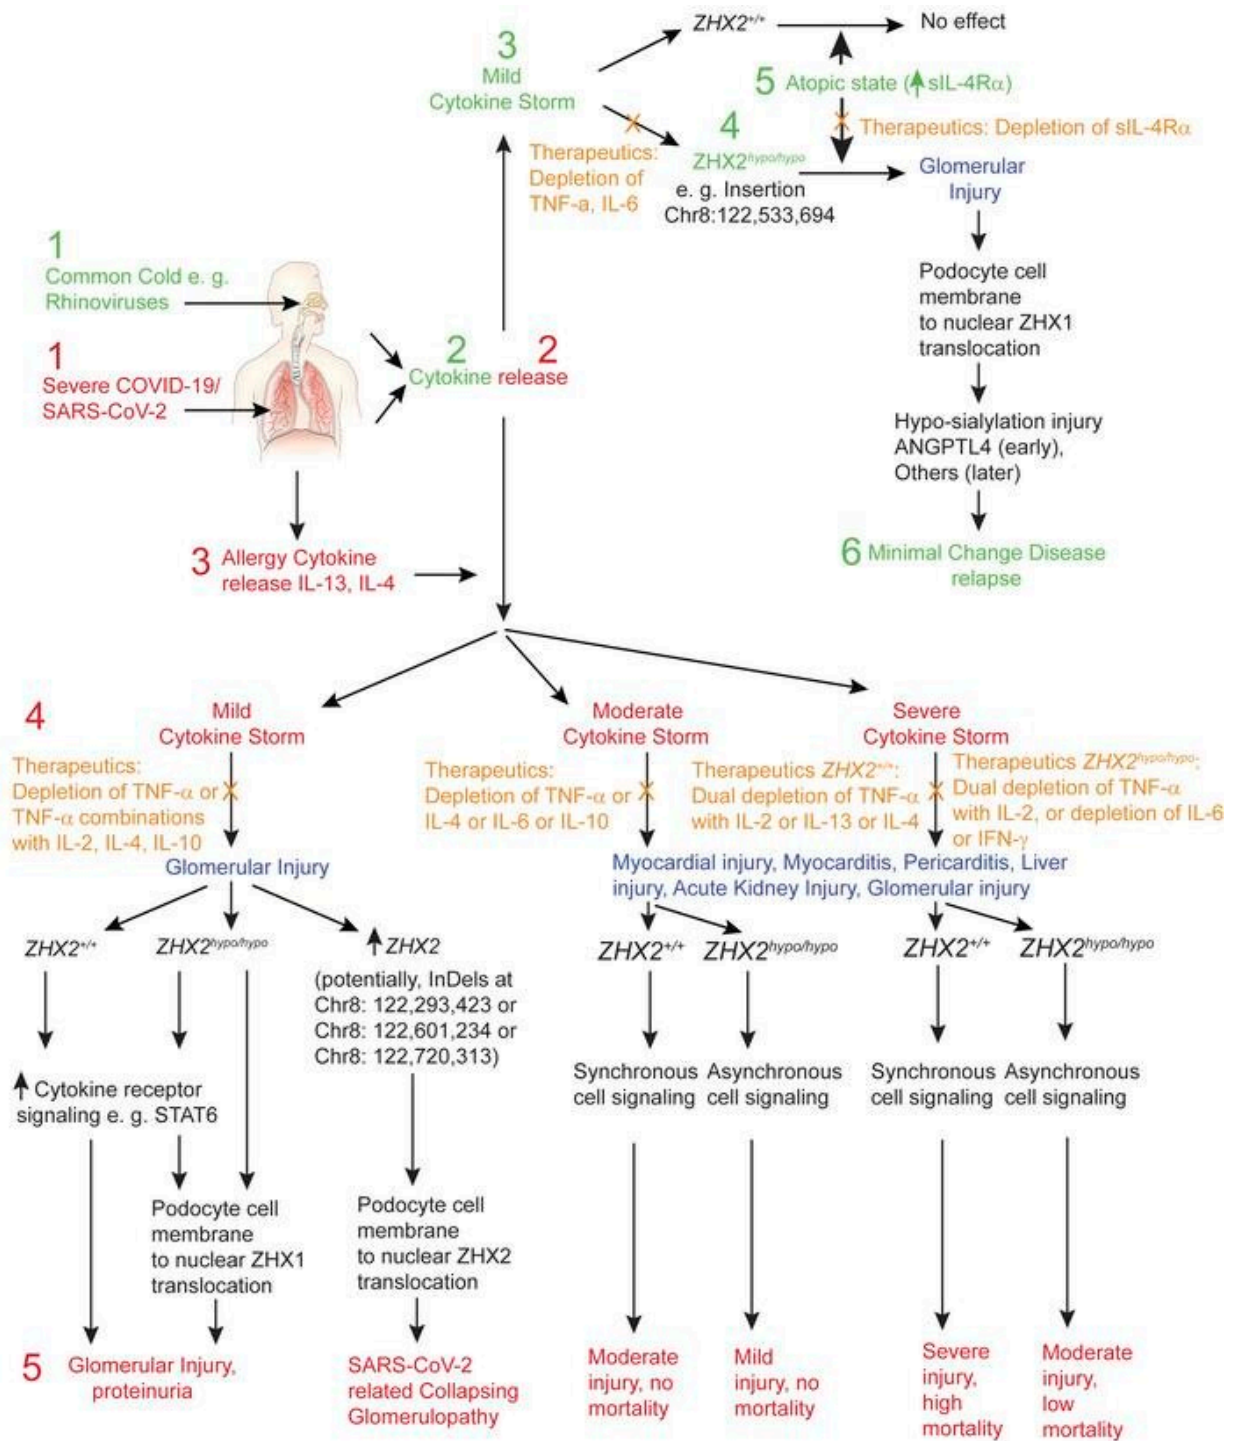 ZHX2+/+
No effect
3
Mild
Cytokine Storm
5 Atopic state (↑sIL-4Rα)
Therapeutics: Depletion of sIL-4Rα
Therapeutics:
Depletion of
TNF-a, IL-6
4
ZHX2hypo/hypo
e. g. Insertion
Chr8:122,533,694
Glomerular
Injury
Podocyte cell
membrane
to nuclear ZHX1
translocation
Hypo-sialylation injury
ANGPTL4 (early),
Others (later)
6 Minimal Change Disease
relapse
1
Common Cold e. g.
Rhinoviruses
1
Severe COVID-19/
SARS-CoV-2
2 2
Cytokine release
3 Allergy Cytokine
release IL-13, IL-4
4
Mild
Cytokine Storm
Moderate
Cytokine Storm
Severe
Cytokine Storm
Therapeutics:
Depletion of TNF-α or
TNF-α combinations
with IL-2, IL-4, IL-10
Therapeutics:
Depletion of TNF-α or
IL-4 or IL-6 or IL-10
Therapeutics ZHX2+/+:
Dual depletion of TNF-α
with IL-2 or IL-13 or IL-4
Therapeutics ZHX2hypo/hypo:
Dual depletion of TNF-α
with IL-2, or depletion of IL-6
or IFN-γ
Glomerular Injury
Myocardial injury, Myocarditis, Pericarditis, Liver
injury, Acute Kidney Injury, Glomerular injury
ZHX2+/+
ZHX2hypo/hypo
↑ ZHX2
(potentially, InDels at
Chr8: 122,293,423 or
Chr8: 122,601,234 or
Chr8: 122,720,313)
ZHX2+/+
ZHX2hypo/hypo
ZHX2+/+
ZHX2hypo/hypo
↑ Cytokine receptor
signaling e. g. STAT6
Synchronous
cell signaling
Asynchronous
cell signaling
Synchronous
cell signaling
Asynchronous
cell signaling
Podocyte cell
membrane
to nuclear ZHX1
translocation
Podocyte cell
membrane
to nuclear ZHX2
translocation
5
Glomerular Injury,
proteinuria
SARS-CoV-2
related Collapsing
Glomerulopathy
Moderate
injury, no
mortality
Mild
injury, no
mortality
Severe
injury,
high
mortality
Moderate
injury,
low
mortality